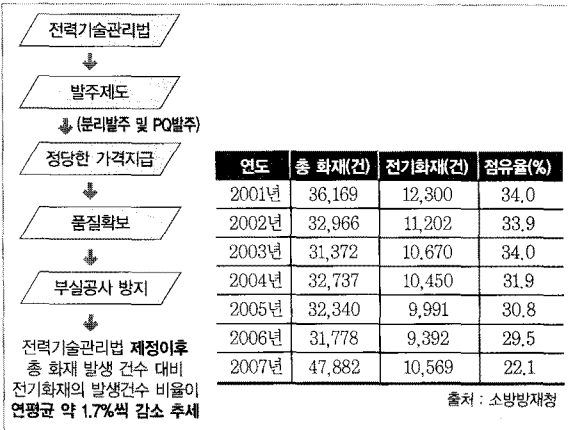 전력기술관리법
발주제도
(분리발주 및 PQ발주)
정당한 가격지급
품질확보
부실공사 방지
전력기술관리법 제정이후
총 화재 발생 건수 대비
전기화재의 발생건수 비율이
연평균 약 1.7%씩 감소 추세
연도 총 화재(건) 전기화재(건)점유율(%)
2001년 36,169 12,300 34.0
2002년 32,966 11,202 33.9
2003년 31,372 10.670 34.0
2004년 32,737 10,450 31.9
2005년 32,340 9,991 30.8
2006년 31,778 9,392 29.5
2007년 47,882 10,569 22.1
출처 : 소방방재청